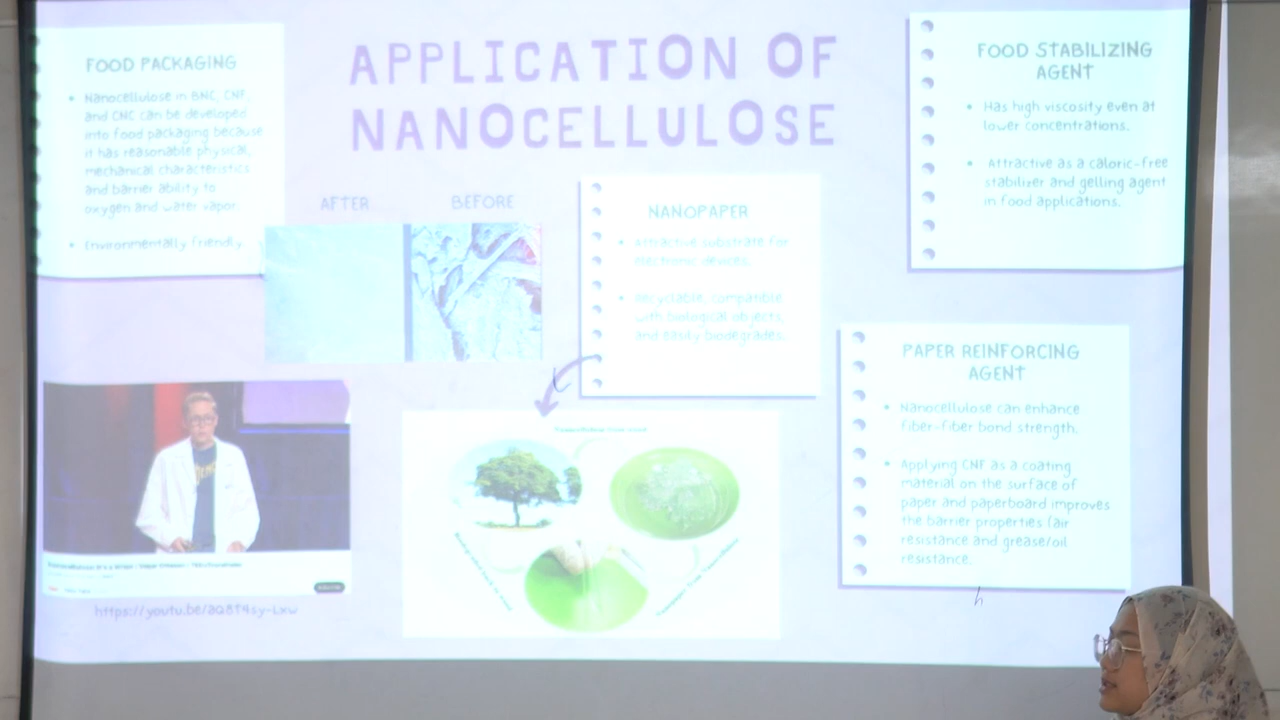 APPLICATION OF
NANOCELLULOSE
FOOD PACKAGING
• Nanocellulose in BNC, CNF,
and CNC can be developed
into food packaging because
it has reasonable physical,
mechanical characteristics
and barrier ability to
oxygen and water vapor.
• Environmentally friendly
AFTER
BEFORE
NANOPAPER
• Attractive substrate for
electronic devices.
• Recyclable, compatible
with biological objects,
and easily biodegrades.
FOOD STABILIZING
AGENT
• Has high viscosity even at
lower concentrations.
• Attractive as a caloric-free
stabilizer and gelling agent
in food applications.
PAPER REINFORCING
AGENT
• Nanocellulose can enhance
fiber-fiber bond strength.
• Applying CNF as a coating
material on the surface of
paper and paperboard improves
the barrier properties (air
resistance and grease/oil
resistance.